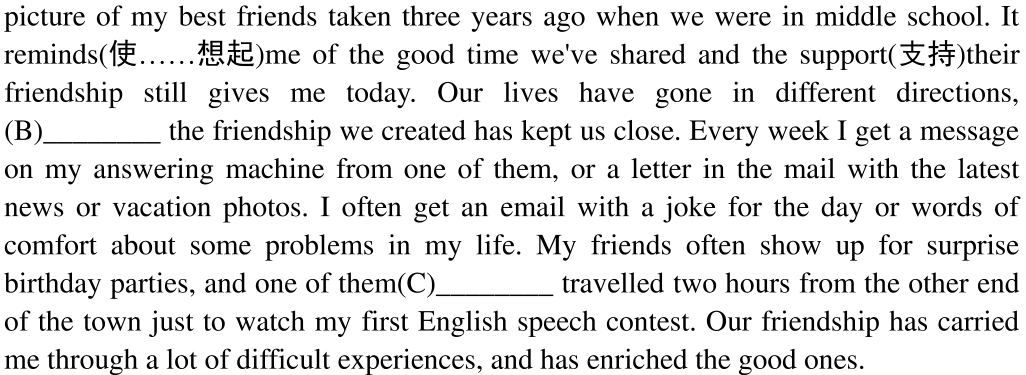 picture of my best friends taken three years ago when we were in middle school. It
reminds(使……想起)me of the good time we've shared and the support(支持)their
friendship still gives me today. Our lives have gone in different directions,
(B)________ the friendship we created has kept us close. Every week I get a message
on my answering machine from one of them, or a letter in the mail with the latest
news or vacation photos. I often get an email with a joke for the day or words of
comfort about some problems in my life. My friends often show up for surprise
birthday parties, and one of them(C)________ travelled two hours from the other end
of the town just to watch my first English speech contest. Our friendship has carried
me through a lot of difficult experiences, and has enriched the good ones.